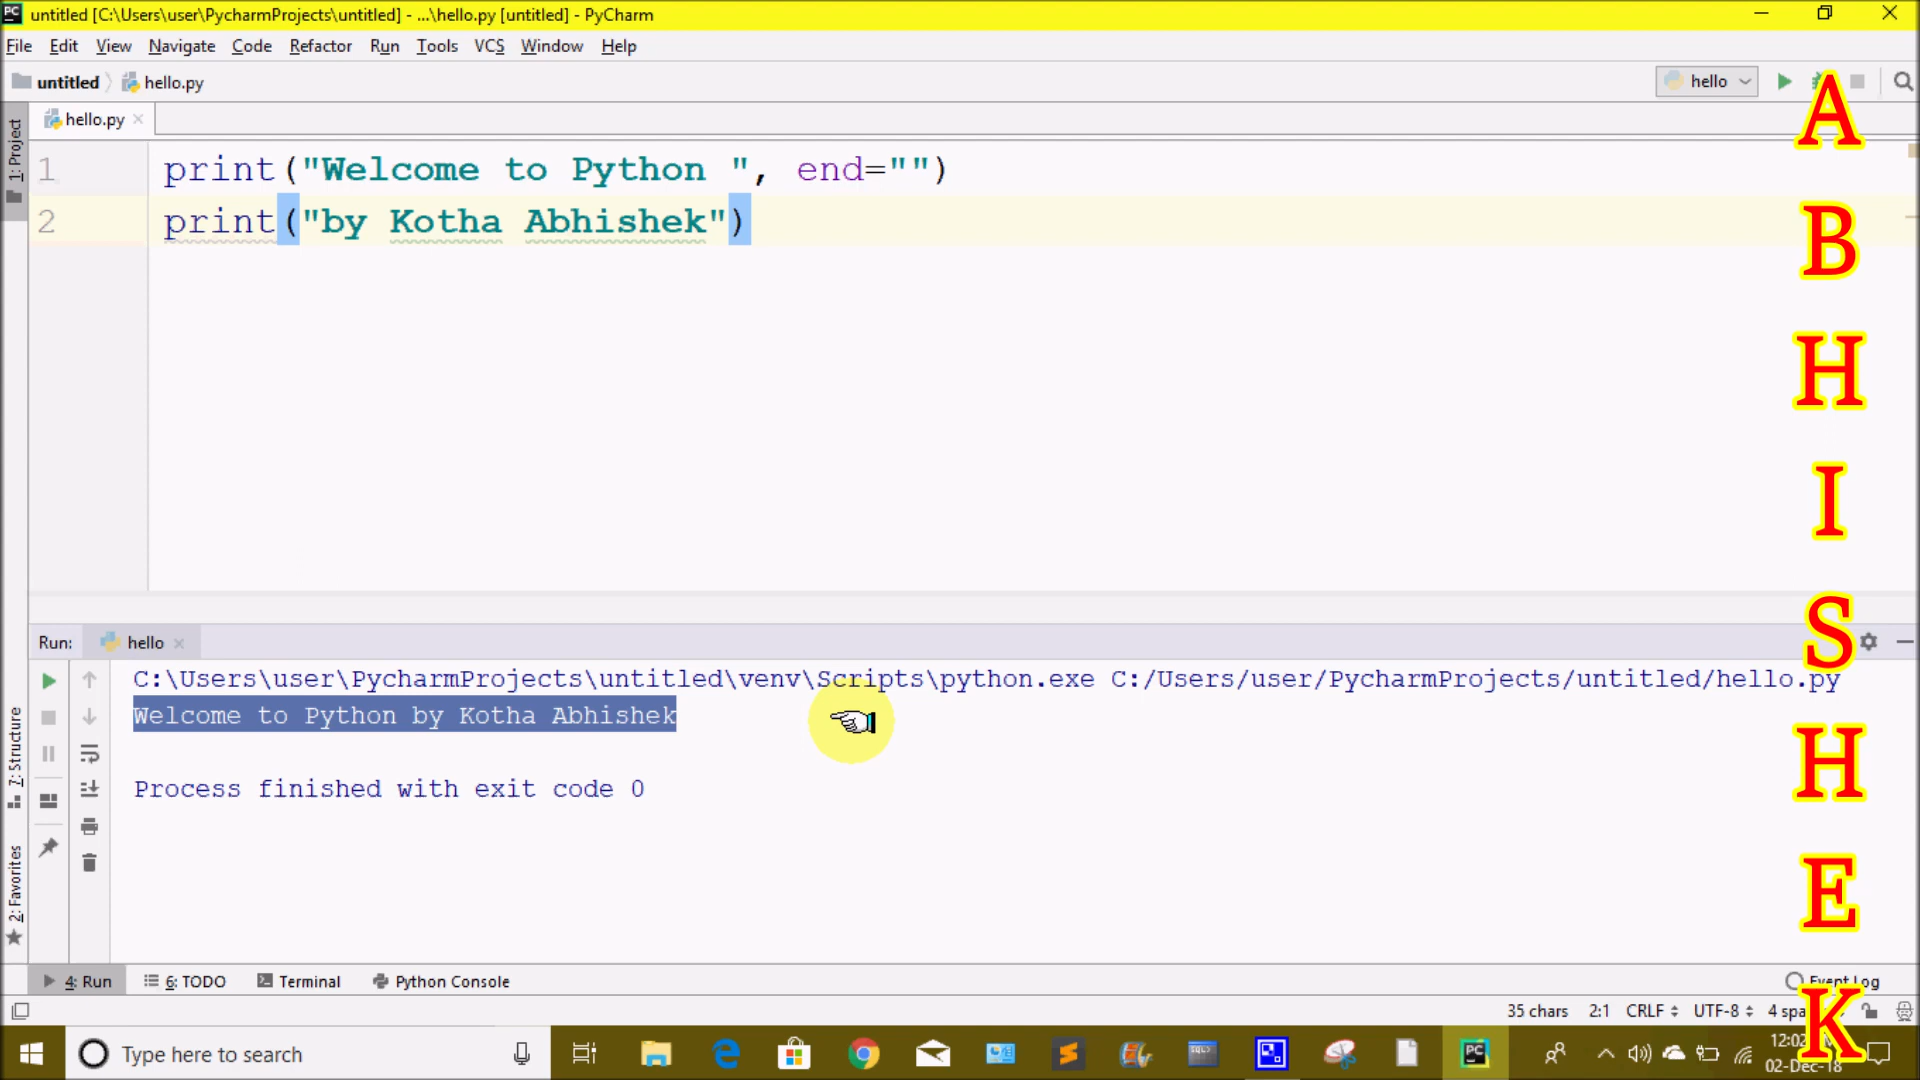 untitled [C:\Users\user\PycharmProjects\untitled] - ...\hello.py [untitled] - PyCharm
File Edit View Navigate Code Refactor Run Tools VCS Window Help
untitled hello.py hello
hello.py
1: Project
1 print("Welcome to Python ", end="")
2 print("by Kotha Abhishek")
Run: hello
C:\Users\user\PycharmProjects\untitled\venv\Scripts\python.exe C:/Users/user/PycharmProjects/untitled/hello.py
Welcome to Python by Kotha Abhishek
Process finished with exit code 0
7: Structure
2: Favorites
4: Run 6: TODO Terminal Python Console Event Log
35 chars 2:1 CRLF UTF-8 4
Type here to search
02-Dec-18
A
B
H
I
S
H
E
K